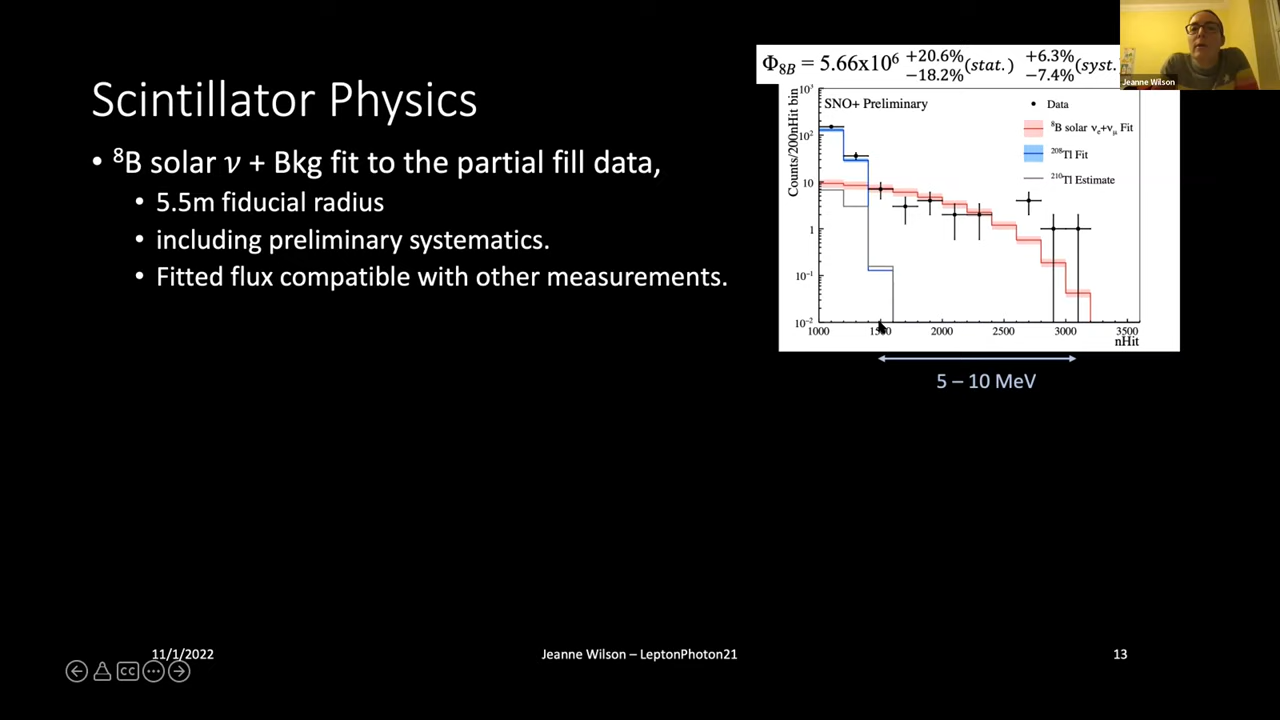 Scintillator Physics
• ⁸B solar 𝜈 + Bkg fit to the partial fill data,
• 5.5m fiducial radius
• including preliminary systematics.
• Fitted flux compatible with other measurements.
Φ₈B = 5.66x10⁶ +20.6% −18.2% (stat.) +6.3% −7.4% (syst.
Jeanne Wilson
SNO+ Preliminary
Data
⁸B solar νe+νμ Fit
²⁰⁸Tl Fit
²¹⁰Tl Estimate
Counts/200nHit bin
10³
10²
10
1
10⁻¹
10⁻²
1000 1500 2000 2500 3000 3500
nHit
5 – 10 MeV
11/1/2022
Jeanne Wilson – LeptonPhoton21
13
CC